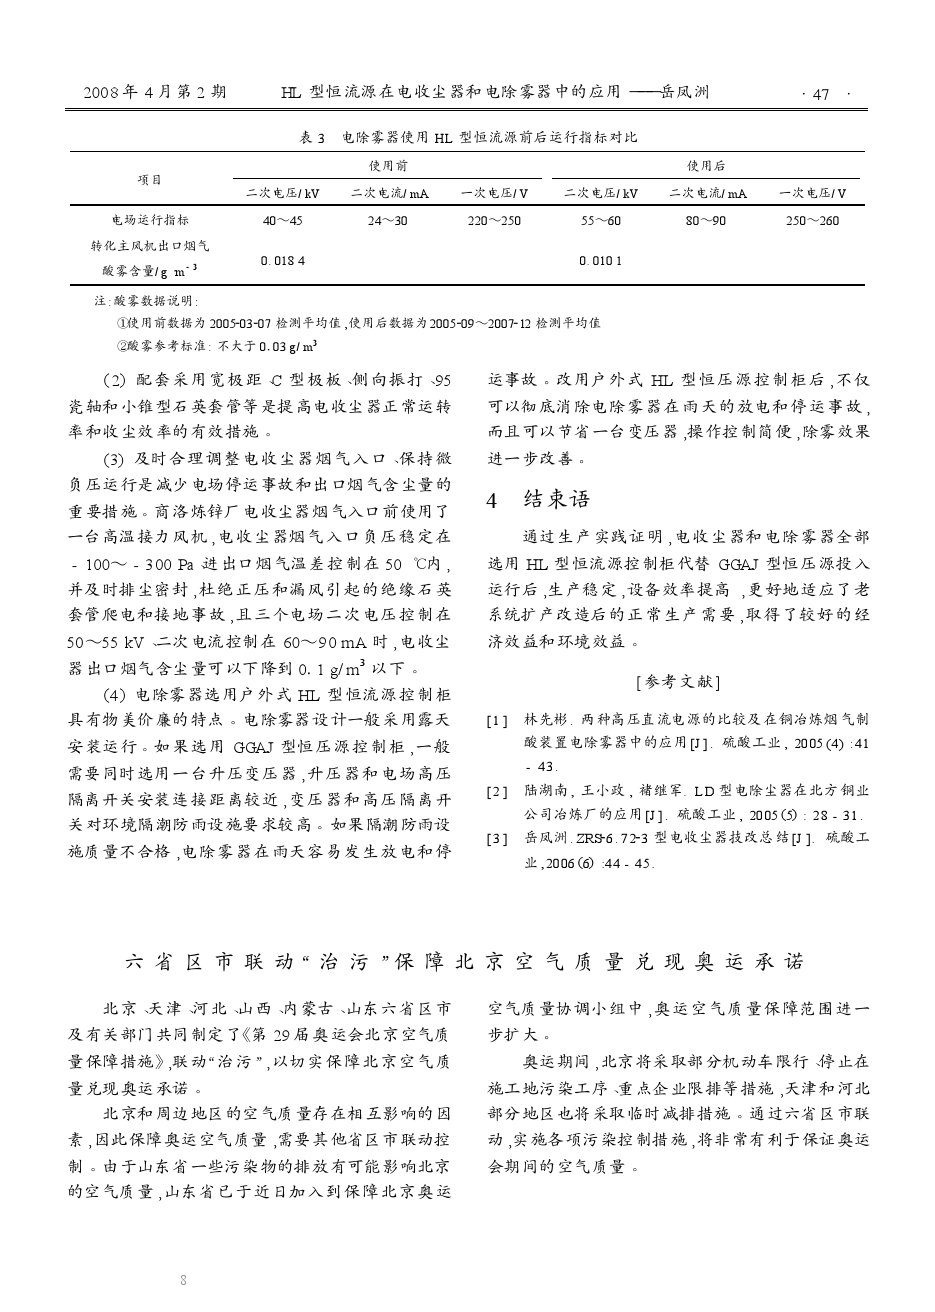 2008 年 4 月第 2 期 HL 型恒流源在电收尘器和电除雾器中的应用 ——岳凤洲 · 47 ·
表 3 电除雾器使用 HL 型恒流源前后运行指标对比
项目 使用前 使用后
二次电压/ kV 二次电流/ mA 一次电压/ V 二次电压/ kV 二次电流/ mA 一次电压/ V
电场运行指标 40～45 24～30 220～250 55～60 80～90 250～260
转化主风机出口烟气
酸雾含量/ g m- 3 0. 018 4 0. 010 1
注:酸雾数据说明:
①使用前数据为 2005-03-07 检测平均值 ,使用后数据为 2005-09～2007-12 检测平均值
②酸雾参考标准: 不大于 0. 03 g/ m3
(2) 配套采用宽极距、C 型极板、侧向振打、95
瓷轴和小锥型石英套管等是提高电收尘器正常运转
率和收尘效率的有效措施。
(3) 及时合理调整电收尘器烟气入口、保持微
负压运行是减少电场停运事故和出口烟气含尘量的
重要措施。商洛炼锌厂电收尘器烟气入口前使用了
一台高温接力风机 ,电收尘器烟气入口负压稳定在
- 100～ - 300 Pa 进出口烟气温差控制在 50 ℃内 ,
并及时排尘密封 ,杜绝正压和漏风引起的绝缘石英
套管爬电和接地事故 ,且三个电场二次电压控制在
50～55 kV 、二次电流控制在 60～90 mA 时 ,电收尘
器出口烟气含尘量可以下降到 0. 1 g/ m3 以下。
(4) 电除雾器选用户外式 HL 型恒流源控制柜
具有物美价廉的特点。电除雾器设计一般采用露天
安装运行。如果选用 GGAJ 型恒压源控制柜 ,一般
需要同时选用一台升压变压器 ,升压器和电场高压
隔离开关安装连接距离较近 ,变压器和高压隔离开
关对环境隔潮防雨设施要求较高。如果隔潮防雨设
施质量不合格 ,电除雾器在雨天容易发生放电和停
运事故。改用户外式 HL 型恒压源控制柜后 ,不仅
可以彻底消除电除雾器在雨天的放电和停运事故 ,
而且可以节省一台变压器 ,操作控制简便 ,除雾效果
进一步改善。
4 结束语
通过生产实践证明 ,电收尘器和电除雾器全部
选用 HL 型恒流源控制柜代替 GGAJ 型恒压源投入
运行后 ,生产稳定 ,设备效率提高 ,更好地适应了老
系统扩产改造后的正常生产需要 ,取得了较好的经
济效益和环境效益。
[参考文献]
[1] 林先彬. 两种高压直流电源的比较及在铜冶炼烟气制
酸装置电除雾器中的应用[J]. 硫酸工业, 2005 (4) :41
- 43.
[2] 陆湖南, 王小政, 褚继军. LD 型电除尘器在北方铜业
公司冶炼厂的应用[J]. 硫酸工业, 2005 (5) : 28 - 31.
[3] 岳凤洲. ZRS-6. 72-3 型电收尘器技改总结[J]. 硫酸工
业,2006 (6) :44 - 45.
六省区市联动“治污”保障北京空气质量兑现奥运承诺
北京、天津、河北、山西、内蒙古、山东六省区市
及有关部门共同制定了《第 29 届奥运会北京空气质
量保障措施》,联动“治污”,以切实保障北京空气质
量兑现奥运承诺。
北京和周边地区的空气质量存在相互影响的因
素 ,因此保障奥运空气质量 ,需要其他省区市联动控
制。由于山东省一些污染物的排放有可能影响北京
的空气质量 ,山东省已于近日加入到保障北京奥运
空气质量协调小组中 ,奥运空气质量保障范围进一
步扩大。
奥运期间 ,北京将采取部分机动车限行、停止在
施工地污染工序、重点企业限排等措施 ,天津和河北
部分地区也将采取临时减排措施。通过六省区市联
动 ,实施各项污染控制措施 ,将非常有利于保证奥运
会期间的空气质量。
8